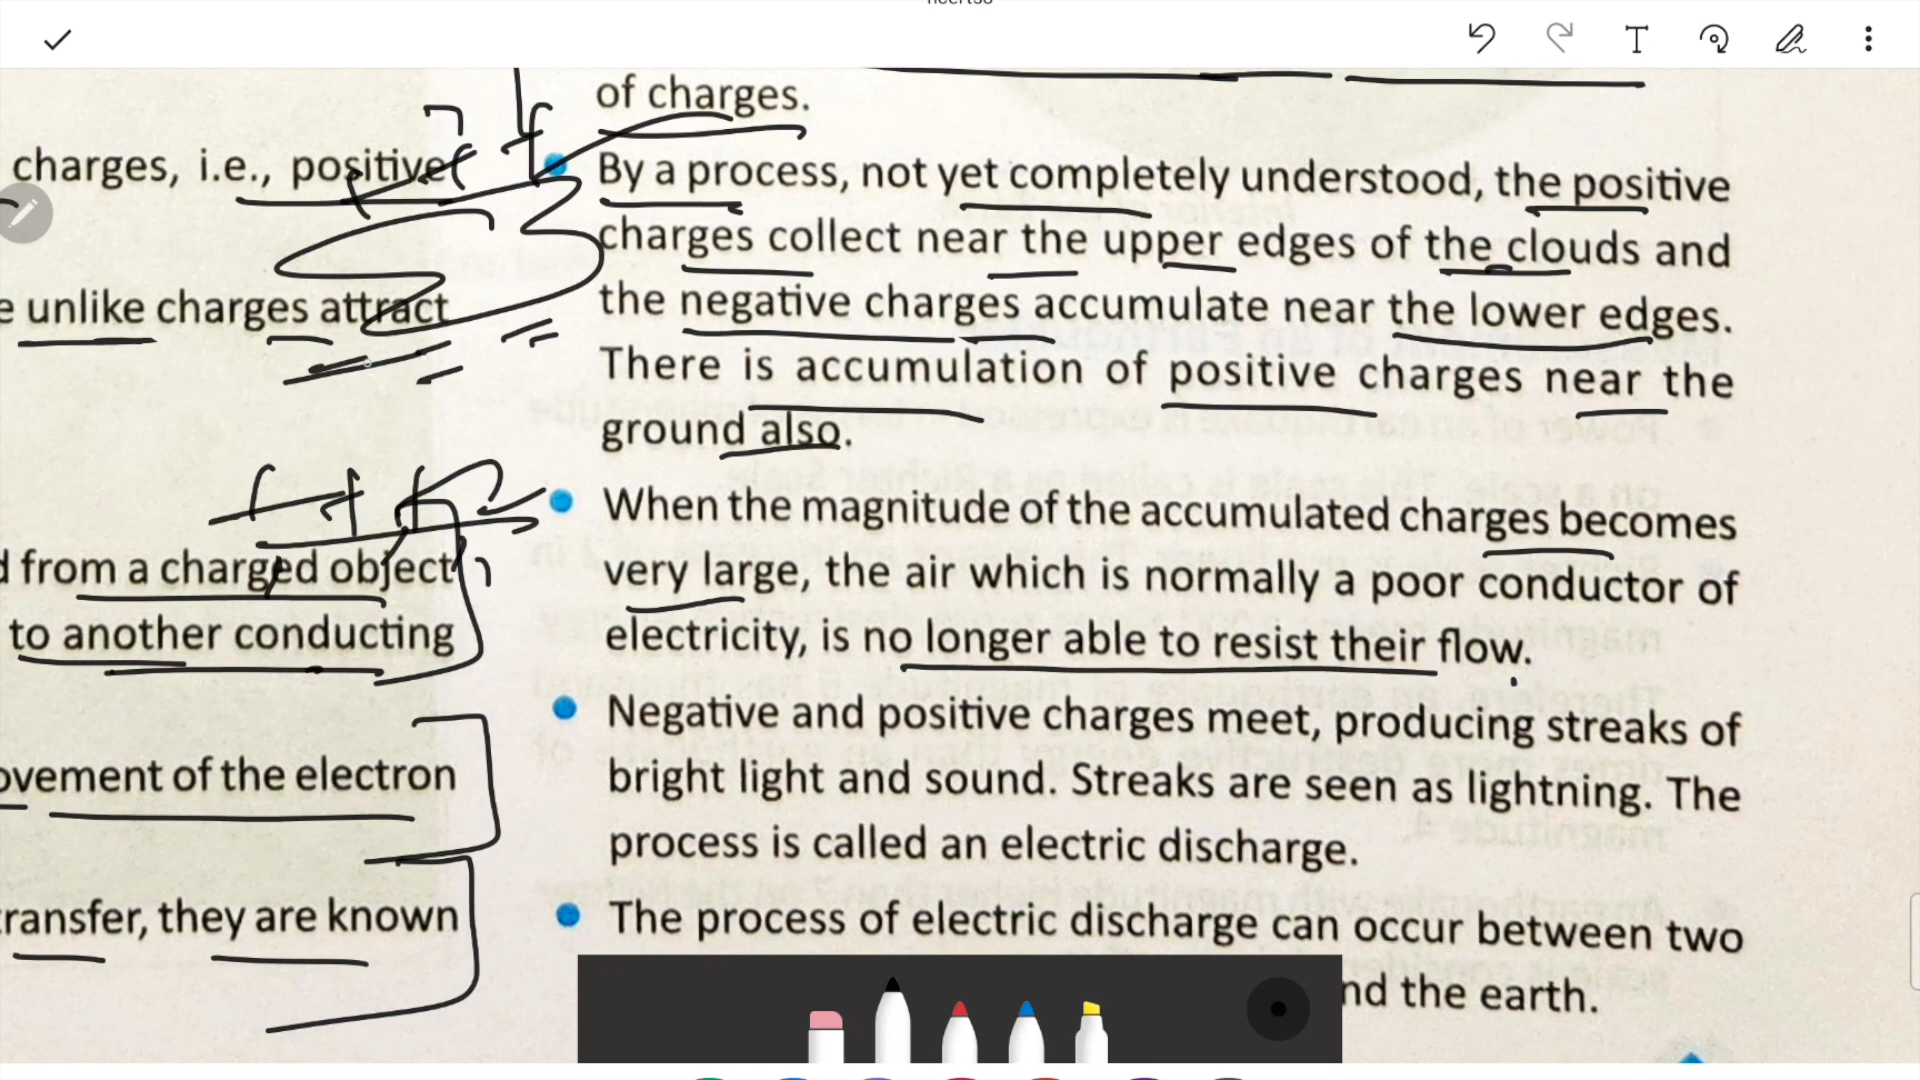 charges, i.e., positive
e unlike charges attract
d from a charged object
to another conducting
ovement of the electron
ransfer, they are known
of charges.
By a process, not yet completely understood, the positive
charges collect near the upper edges of the clouds and
the negative charges accumulate near the lower edges.
There is accumulation of positive charges near the
ground also.
When the magnitude of the accumulated charges becomes
very large, the air which is normally a poor conductor of
electricity, is no longer able to resist their flow.
Negative and positive charges meet, producing streaks of
bright light and sound. Streaks are seen as lightning. The
process is called an electric discharge.
The process of electric discharge can occur between two
nd the earth.